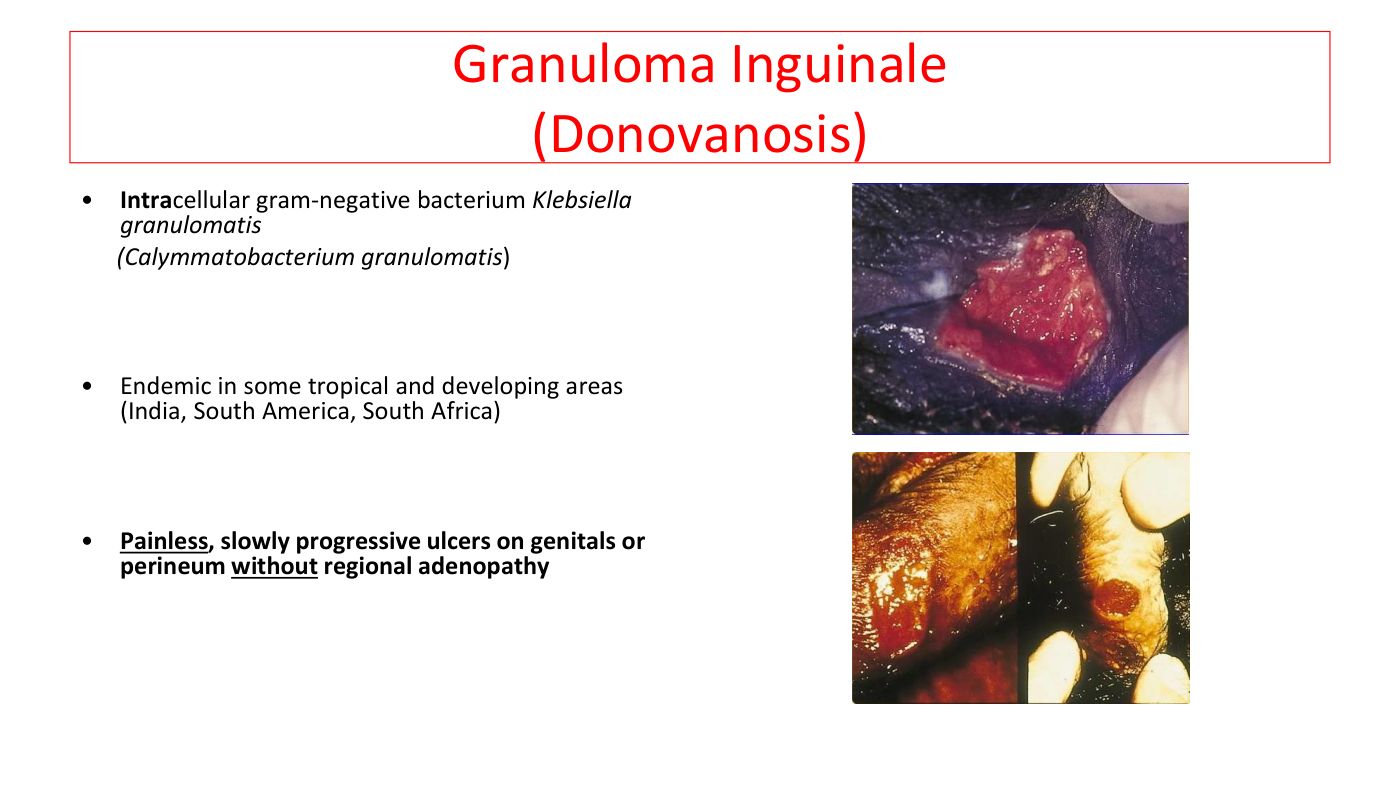 Granuloma Inguinale
(Donovanosis)
• Intracellular gram-negative bacterium Klebsiella
granulomatis
(Calymmatobacterium granulomatis)
• Endemic in some tropical and developing areas
(India, South America, South Africa)
• Painless, slowly progressive ulcers on genitals or
perineum without regional adenopathy